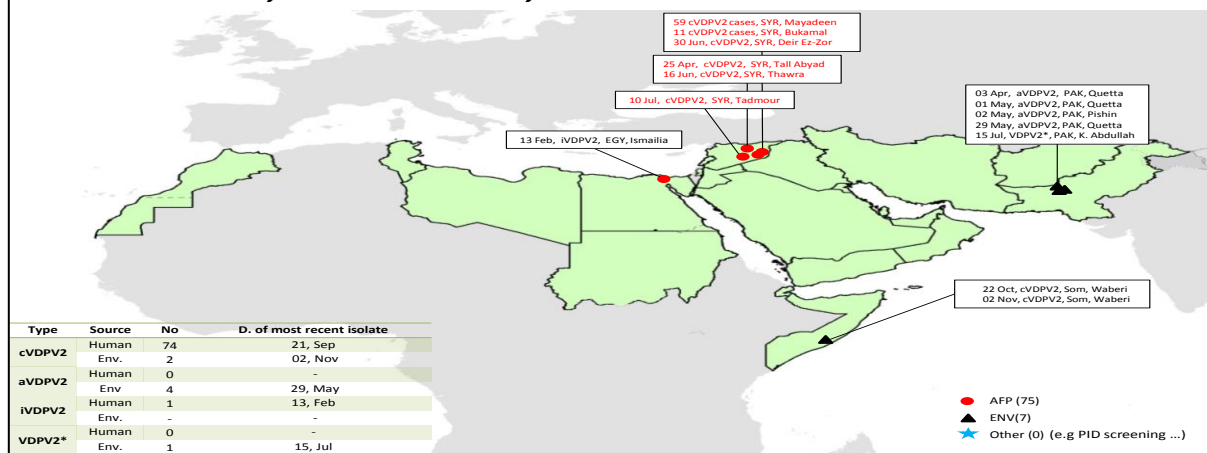 59 cVDPV2 cases, SYR, Mayadeen
11 cVDPV2 cases, SYR, Bukamal
30 Jun, cVDPV2, SYR, Deir Ez-Zor
25 Apr, cVDPV2, SYR, Tall Abyad
16 Jun, cVDPV2, SYR, Thawra
10 Jul, cVDPV2, SYR, Tadmour
13 Feb, iVDPV2, EGY, Ismailia
03 Apr, aVDPV2, PAK, Quetta
01 May, aVDPV2, PAK, Quetta
02 May, aVDPV2, PAK, Pishin
29 May, aVDPV2, PAK, Quetta
15 Jul, VDPV2*, PAK, K. Abdullah
22 Oct, cVDPV2, Som, Waberi
02 Nov, cVDPV2, Som, Waberi
Type Source No D. of most recent isolate
cVDPV2 Human 74 21, Sep
Env. 2 02, Nov
aVDPV2 Human 0 -
Env 4 29, May
iVDPV2 Human 1 13, Feb
Env. - -
VDPV2* Human 0 -
Env. 1 15, Jul
AFP (75)
ENV(7)
Other (0) (e.g PID screening ...)